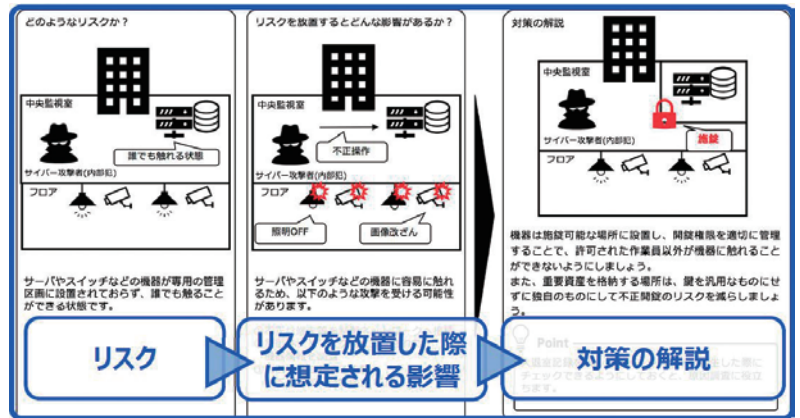 どのようなリスクか？
中央監視室
誰でも触れる状態
サイバー攻撃者(内部犯)
フロア
サーバやスイッチなどの機器が専用の管理
区画に設置されておらず、誰でも触ること
ができる状態です。
リスク
リスクを放置するとどんな影響があるか？
中央監視室
不正操作
サイバー攻撃者(内部犯)
フロア
照明OFF
画像改ざん
サーバやスイッチなどの機器に容易に触れ
るため、以下のような攻撃を受ける可能性
があります。
リスクを放置した際
に想定される影響
対策の解説
中央監視室
施錠
サイバー攻撃者(内部犯)
フロア
機器は施錠可能な場所に設置し、開錠権限を適切に管理
することで、許可された作業員以外が機器に触れること
ができないようにしましょう。
また、重要資産を格納する場所は、鍵を汎用なものにせ
ずに独自のものにして不正開錠のリスクを減らしましょ
う。
Point
対策の解説
ちます。